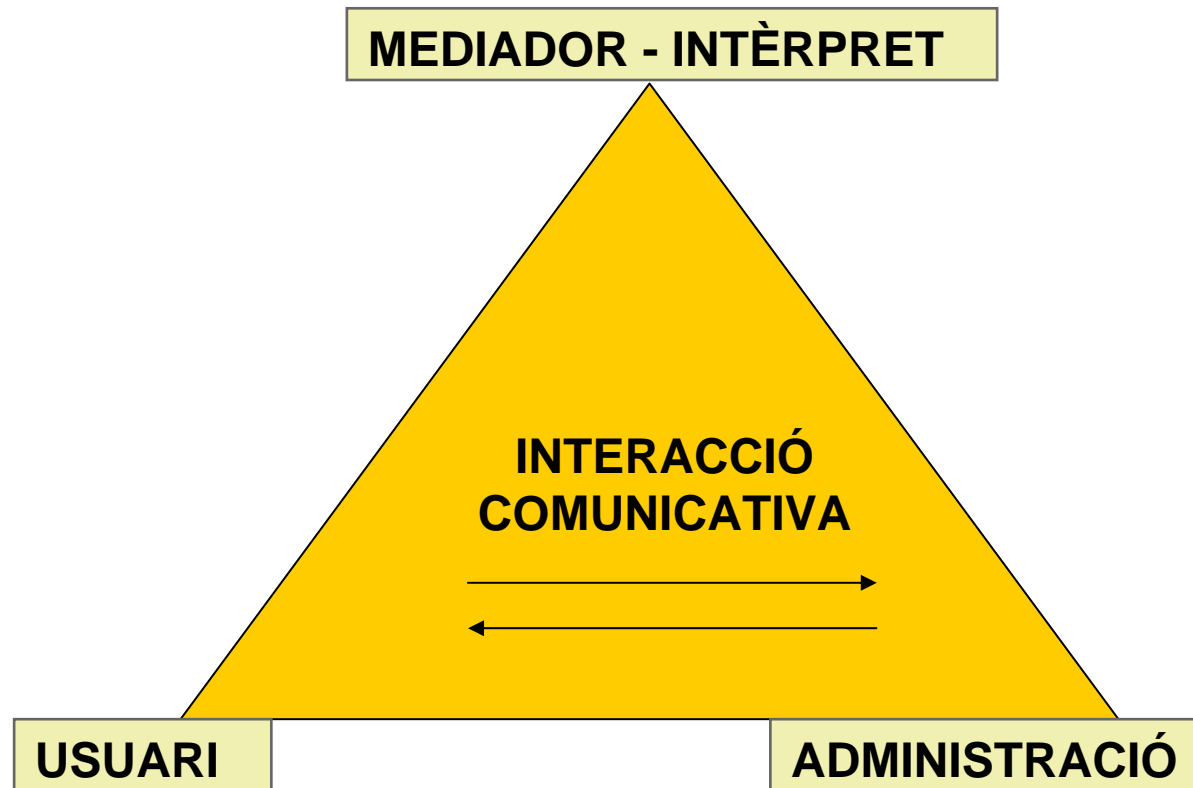 MEDIADOR - INTÈRPRET
INTERACCIÓ
COMUNICATIVA
USUARI
ADMINISTRACIÓ